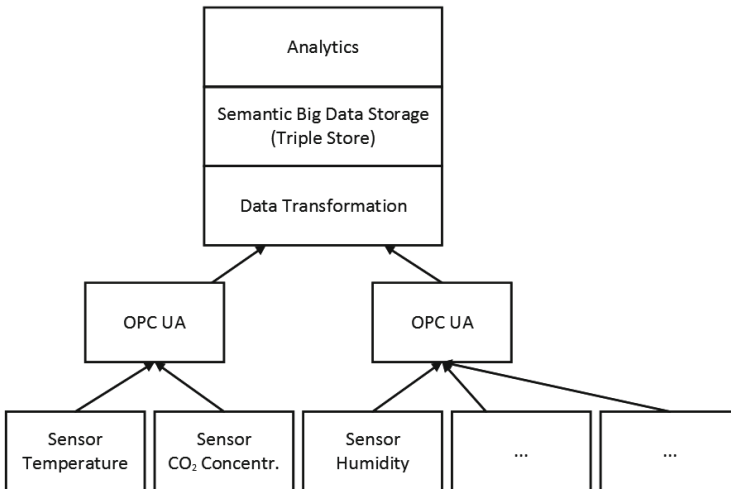 Analytics
Semantic Big Data Storage
(Triple Store)
Data Transformation
OPC UA
OPC UA
Sensor
Temperature
Sensor
CO₂ Concentr.
Sensor
Humidity
...
...